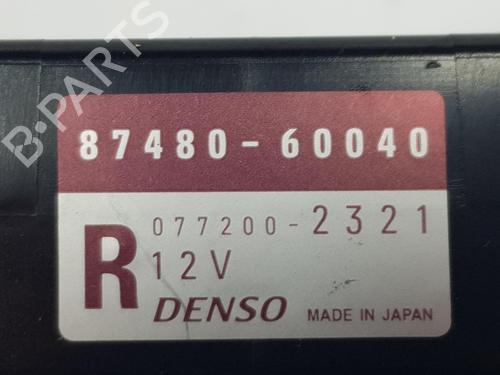 B-PARTS
87480-60040
077200-2321
R 12V
DENSO MADE IN JAPAN